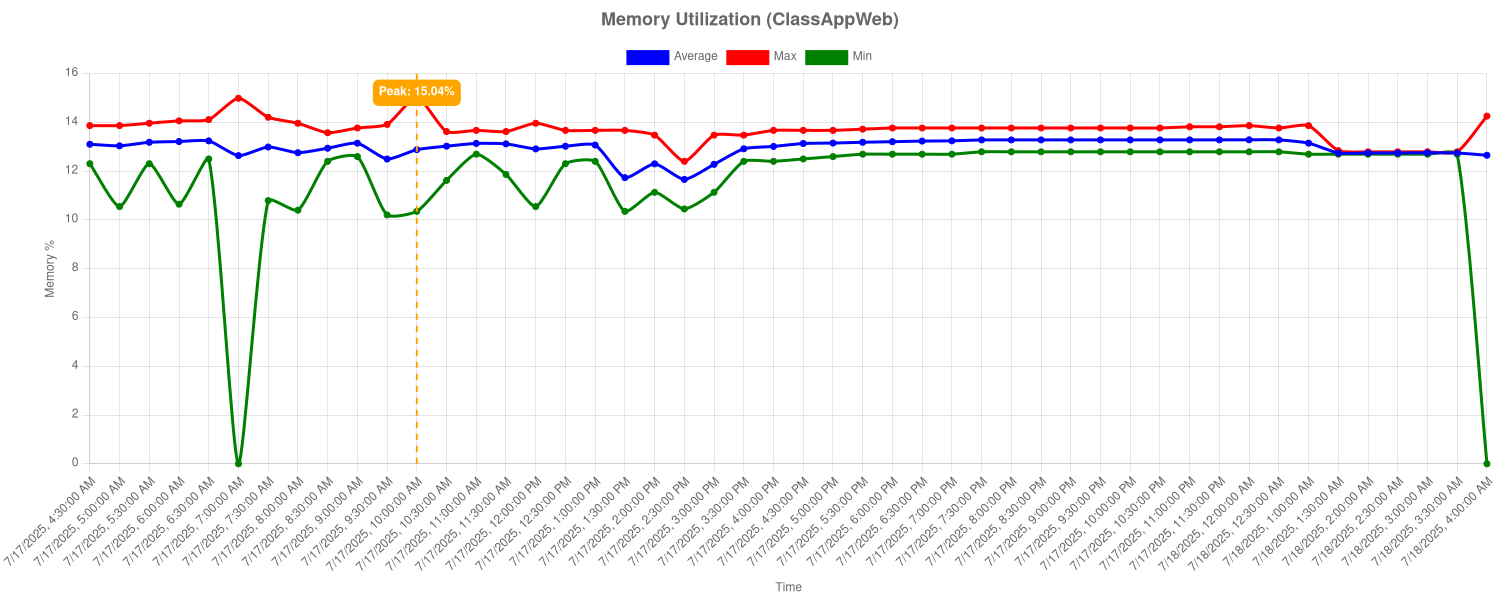 Memory Utilization (ClassAppWeb)
Average Max Min
16
Peak: 15.04%
14
12
10
8
6
4
2
0
Memory %
7/17/2025, 4:30:00 AM
7/17/2025, 5:00:00 AM
7/17/2025, 5:30:00 AM
7/17/2025, 6:00:00 AM
7/17/2025, 6:30:00 AM
7/17/2025, 7:00:00 AM
7/17/2025, 7:30:00 AM
7/17/2025, 8:00:00 AM
7/17/2025, 8:30:00 AM
7/17/2025, 9:00:00 AM
7/17/2025, 9:30:00 AM
7/17/2025, 10:00:00 AM
7/17/2025, 10:30:00 AM
7/17/2025, 11:00:00 AM
7/17/2025, 11:30:00 AM
7/17/2025, 12:00:00 PM
7/17/2025, 12:30:00 PM
7/17/2025, 1:00:00 PM
7/17/2025, 1:30:00 PM
7/17/2025, 2:00:00 PM
7/17/2025, 2:30:00 PM
7/17/2025, 3:00:00 PM
7/17/2025, 3:30:00 PM
7/17/2025, 4:00:00 PM
7/17/2025, 4:30:00 PM
7/17/2025, 5:00:00 PM
7/17/2025, 5:30:00 PM
7/17/2025, 6:00:00 PM
7/17/2025, 6:30:00 PM
7/17/2025, 7:00:00 PM
7/17/2025, 7:30:00 PM
7/17/2025, 8:00:00 PM
7/17/2025, 8:30:00 PM
7/17/2025, 9:00:00 PM
7/17/2025, 9:30:00 PM
7/17/2025, 10:00:00 PM
7/17/2025, 10:30:00 PM
7/17/2025, 11:00:00 PM
7/17/2025, 11:30:00 PM
7/18/2025, 12:00:00 AM
7/18/2025, 12:30:00 AM
7/18/2025, 1:00:00 AM
7/18/2025, 1:30:00 AM
7/18/2025, 2:00:00 AM
7/18/2025, 2:30:00 AM
7/18/2025, 3:00:00 AM
7/18/2025, 3:30:00 AM
7/18/2025, 4:00:00 AM
Time